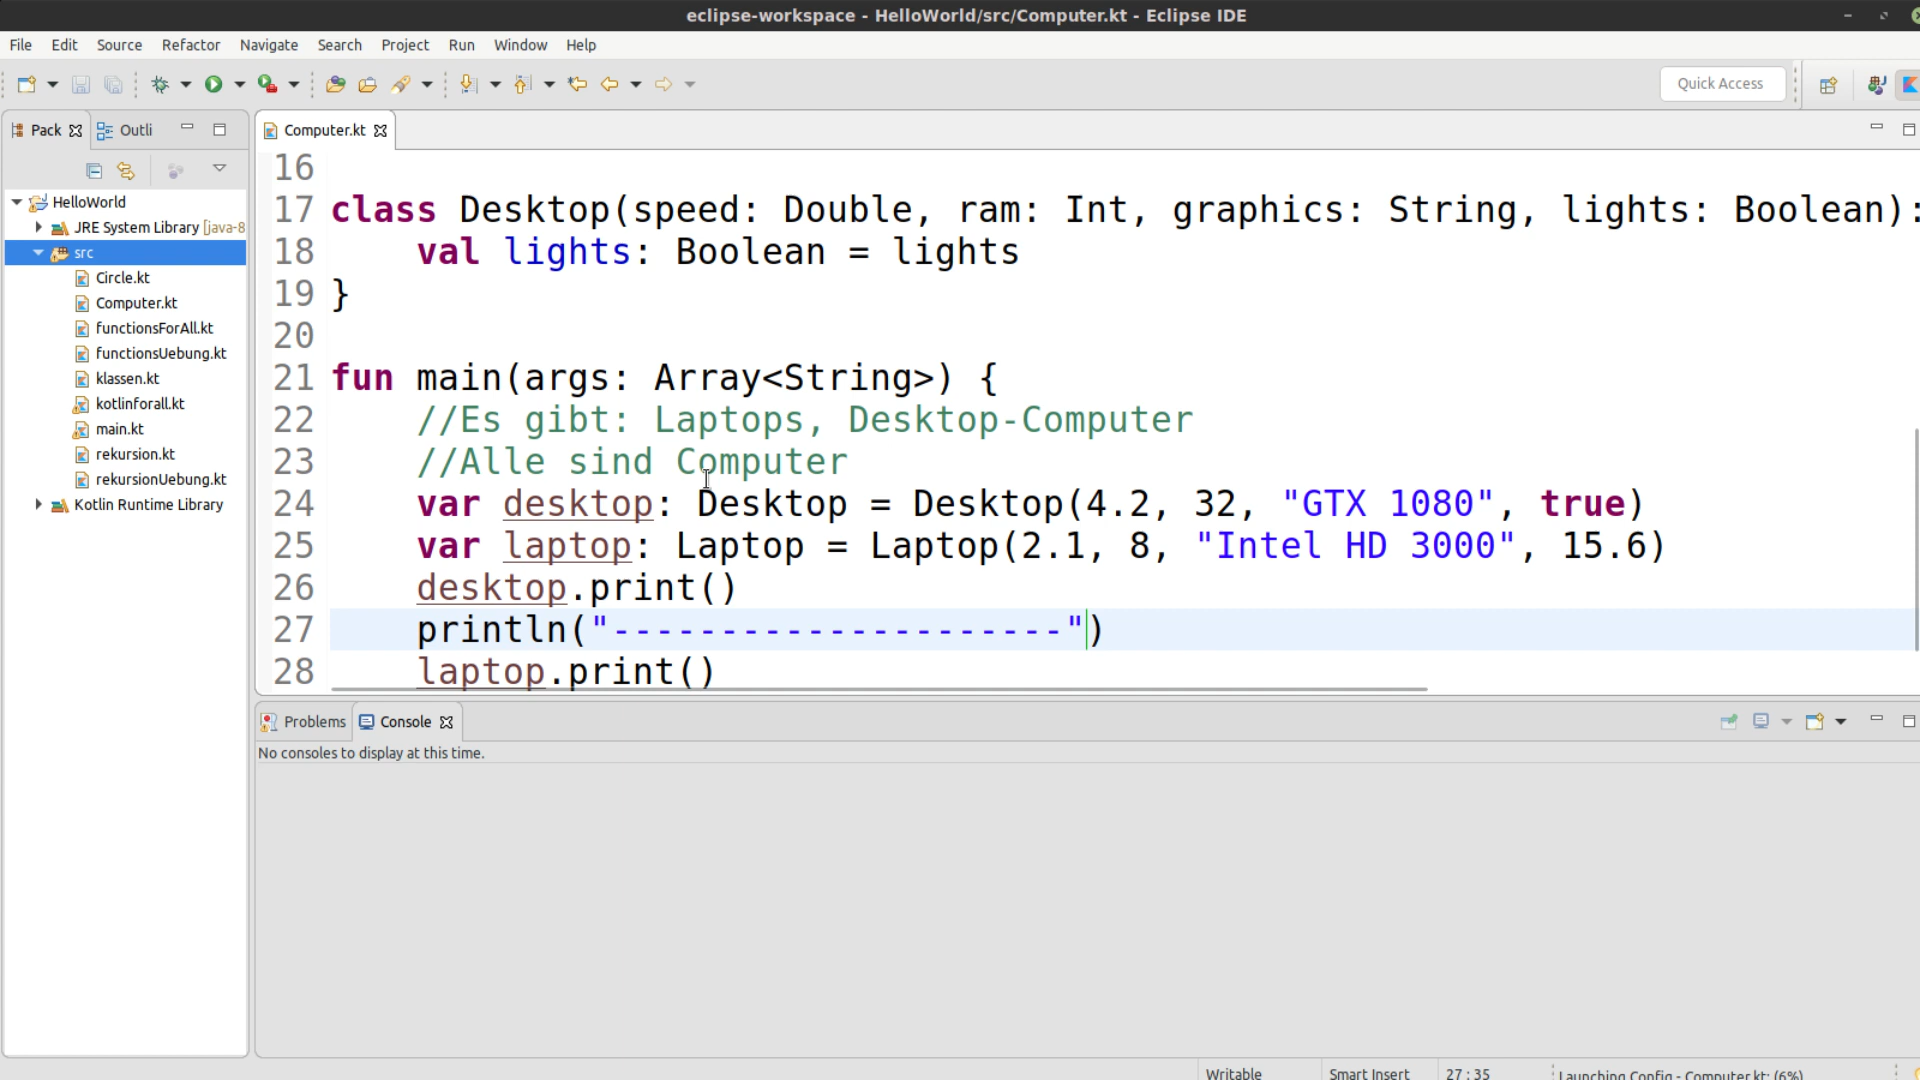 eclipse-workspace - HelloWorld/src/Computer.kt - Eclipse IDE
File Edit Source Refactor Navigate Search Project Run Window Help
Quick Access
Pack Outli
Computer.kt
HelloWorld
JRE System Library [java-8
src
Circle.kt
Computer.kt
functionsForAll.kt
functionsUebung.kt
klassen.kt
kotlinforall.kt
main.kt
rekursion.kt
rekursionUebung.kt
Kotlin Runtime Library
16
17 class Desktop(speed: Double, ram: Int, graphics: String, lights: Boolean):
18 val lights: Boolean = lights
19 }
20
21 fun main(args: Array<String>) {
22 //Es gibt: Laptops, Desktop-Computer
23 //Alle sind Computer
24 var desktop: Desktop = Desktop(4.2, 32, "GTX 1080", true)
25 var laptop: Laptop = Laptop(2.1, 8, "Intel HD 3000", 15.6)
26 desktop.print()
27 println("---------------------")
28 laptop.print()
Problems Console
No consoles to display at this time.
Writable Smart Insert 27 : 35 Launching Config - Computer.kt: (6%)